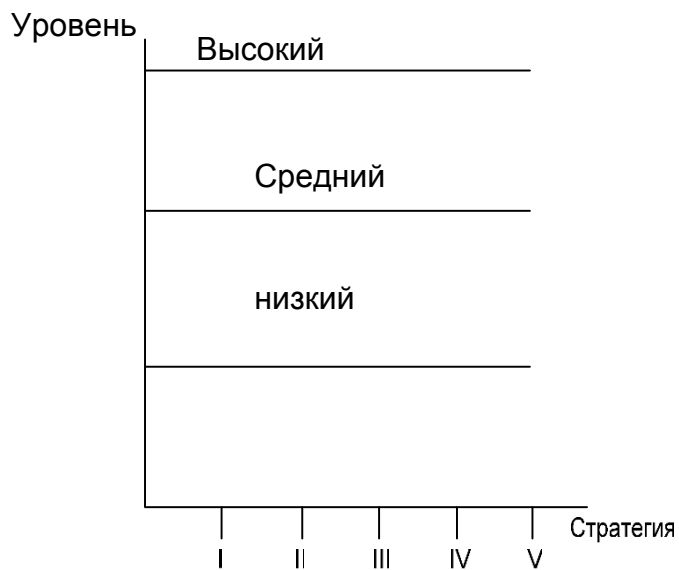 Уровень
Высокий
Средний
низкий
Стратегия
I II III IV V